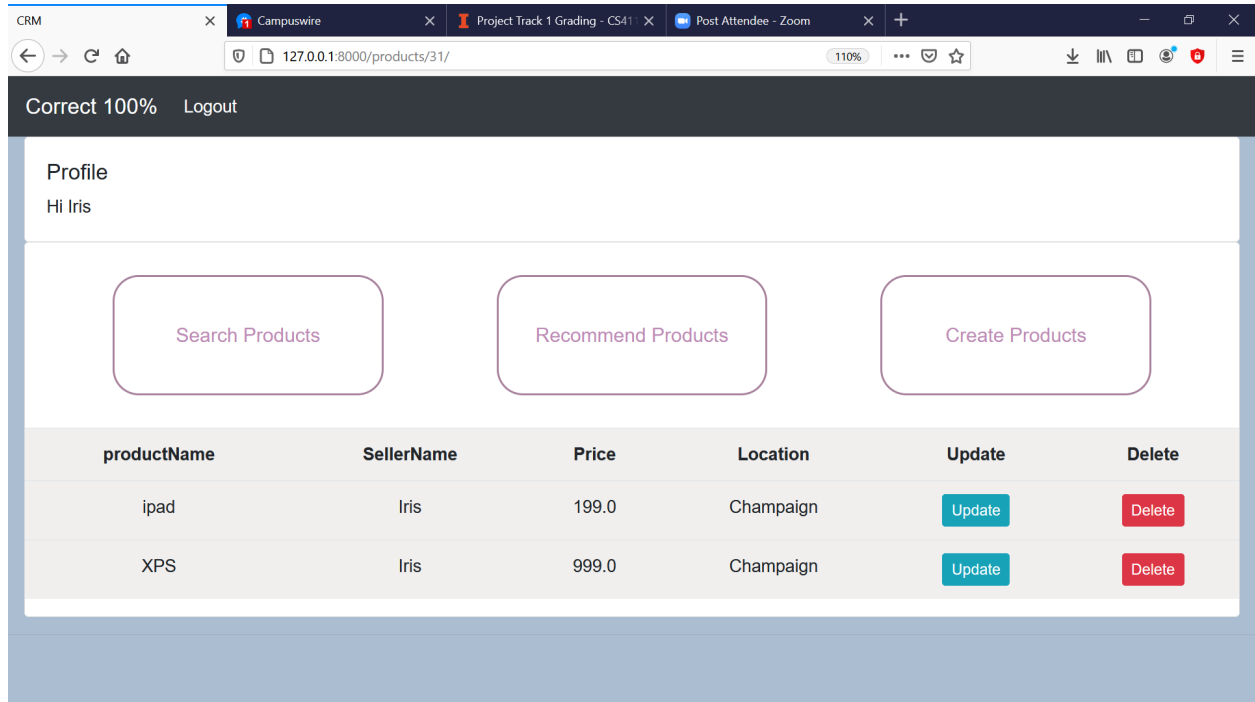 CRM
Campuswire
Project Track 1 Grading - CS411
Post Attendee - Zoom
127.0.0.1:8000/products/31/
110%
Correct 100% Logout
Profile
Hi Iris
Search Products Recommend Products Create Products
productName SellerName Price Location Update Delete
ipad Iris 199.0 Champaign Update Delete
XPS Iris 999.0 Champaign Update Delete